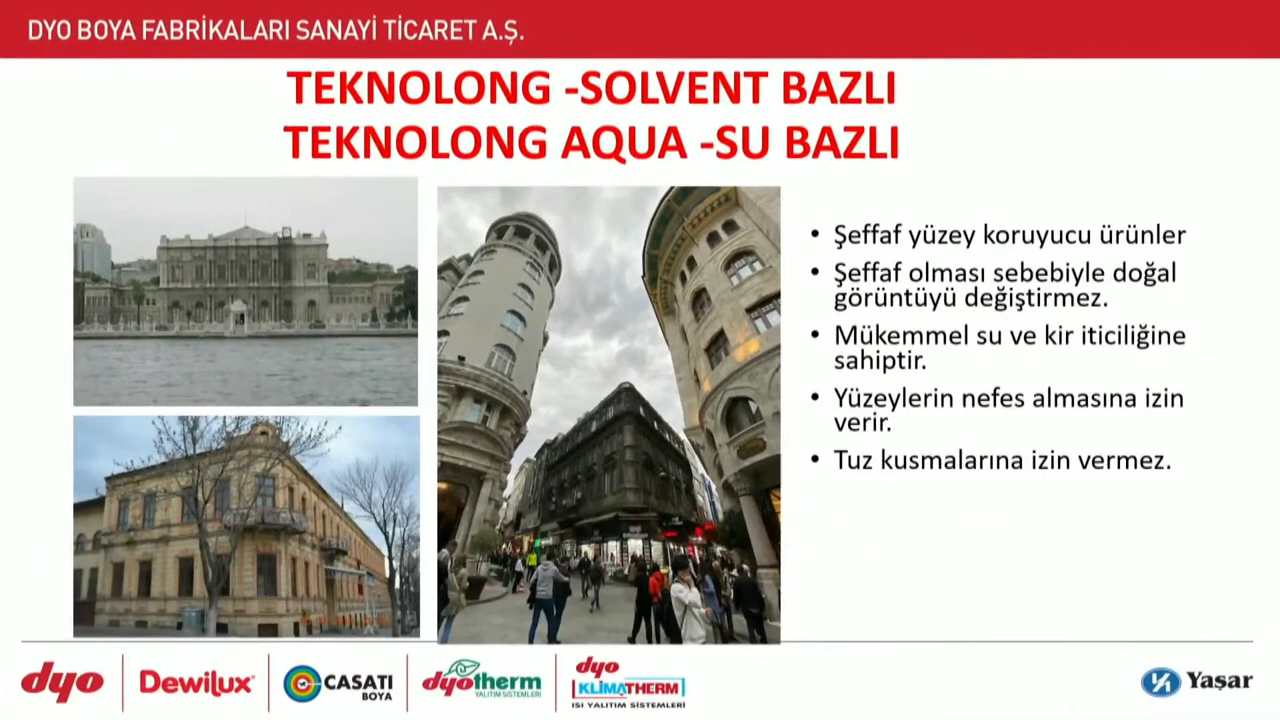 DYO BOYA FABRİKALARI SANAYİ TİCARET A.Ş.
TEKNOLONG -SOLVENT BAZLI
TEKNOLONG AQUA -SU BAZLI
• Şeffaf yüzey koruyucu ürünler
• Şeffaf olması sebebiyle doğal
görüntüyü değiştirmez.
• Mükemmel su ve kir iticiliğine
sahiptir.
• Yüzeylerin nefes almasına izin
verir.
• Tuz kusmalarına izin vermez.
dyo
Dewilux
CASATI
BOYA
dyotherm
YALITIM SİSTEMLERİ
dyo
KLİMATHERM
ISI YALITIM SİSTEMLERİ
Yaşar